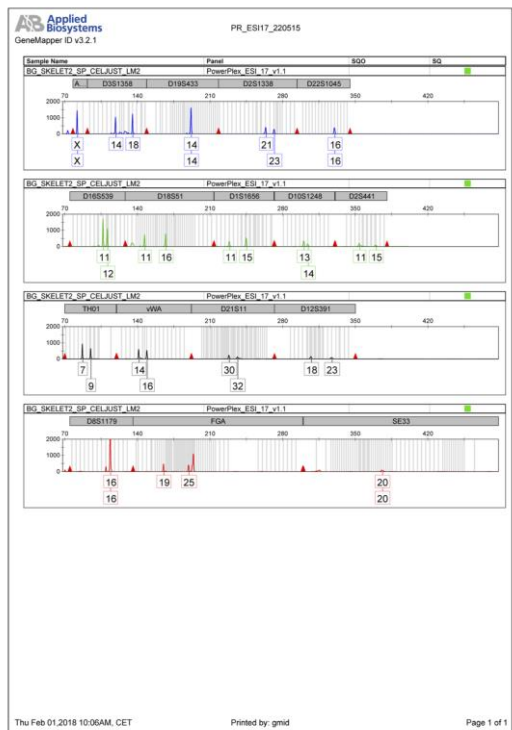 AB Applied
Biosystems
PR_ESI17_220515
GeneMapper ID v3.2.1
Sample Name Panel SQO SQ
BG_SKELET2_SP_CELJUST_LM2 PowerPlex_ESI_17_v1.1
A... D3S1358 D19S433 D2S1338 D22S1045
70 140 210 280 350 420
2000
1000
0
X 14 18 14 21 16
X 14 23 16
BG_SKELET2_SP_CELJUST_LM2 PowerPlex_ESI_17_v1.1
D16S539 D18S51 D1S1656 D10S1248 D2S441
70 140 210 280 350 420
2000
1000
0
11 11 16 11 15 13 11 15
12 14
BG_SKELET2_SP_CELJUST_LM2 PowerPlex_ESI_17_v1.1
TH01 vWA D21S11 D12S391
70 140 210 280 350 420
2000
1000
0
7 14 30 18 23
9 16 32
BG_SKELET2_SP_CELJUST_LM2 PowerPlex_ESI_17_v1.1
D8S1179 FGA SE33
70 140 210 280 350 420
2000
1000
0
16 19 25 20
16 20
Thu Feb 01,2018 10:06AM, CET Printed by: gmid Page 1 of 1